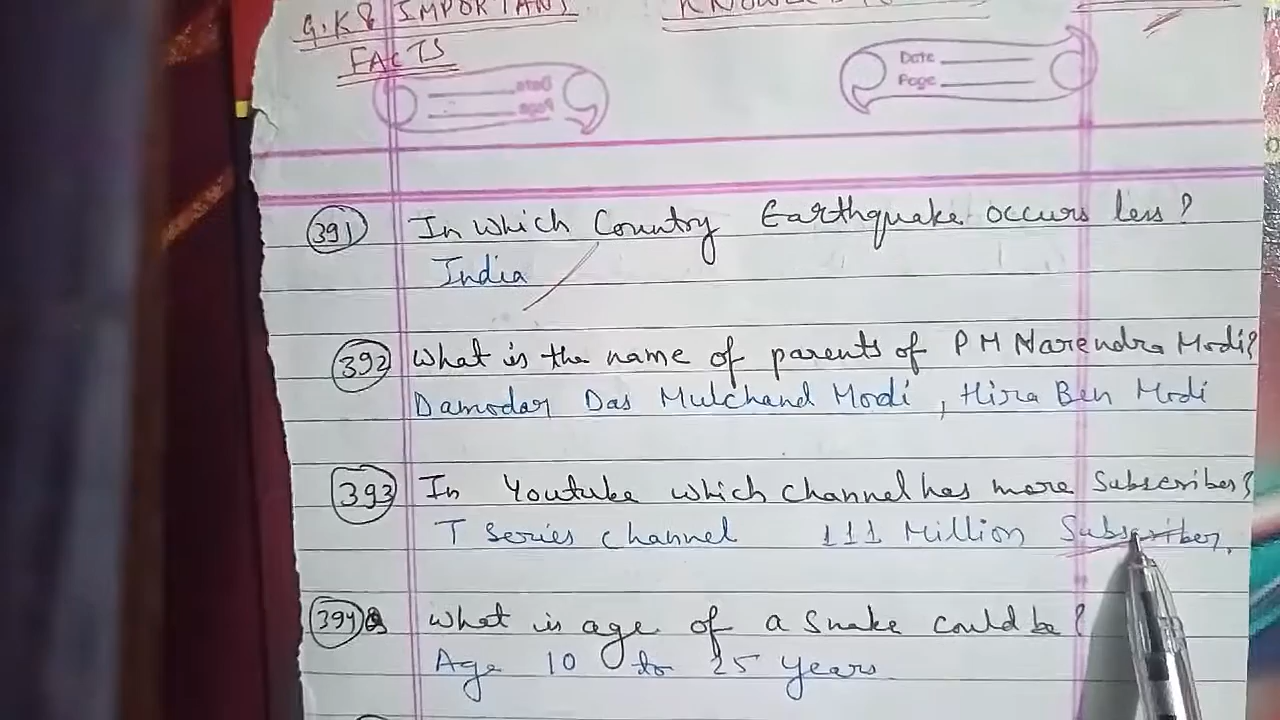 G.K & IMPORTANT
FACTS
Date
Page
391 In which Country Earthquake occurs less?
India
392 What is the name of parents of PM Narendra Modi?
Damodar Das Mulchand Modi, Hira Ben Modi
393 In Youtube which channel has more Subscriber?
T Series channel 111 Million Subscriber.
394 What is age of a Snake could be?
Age 10 to 25 years